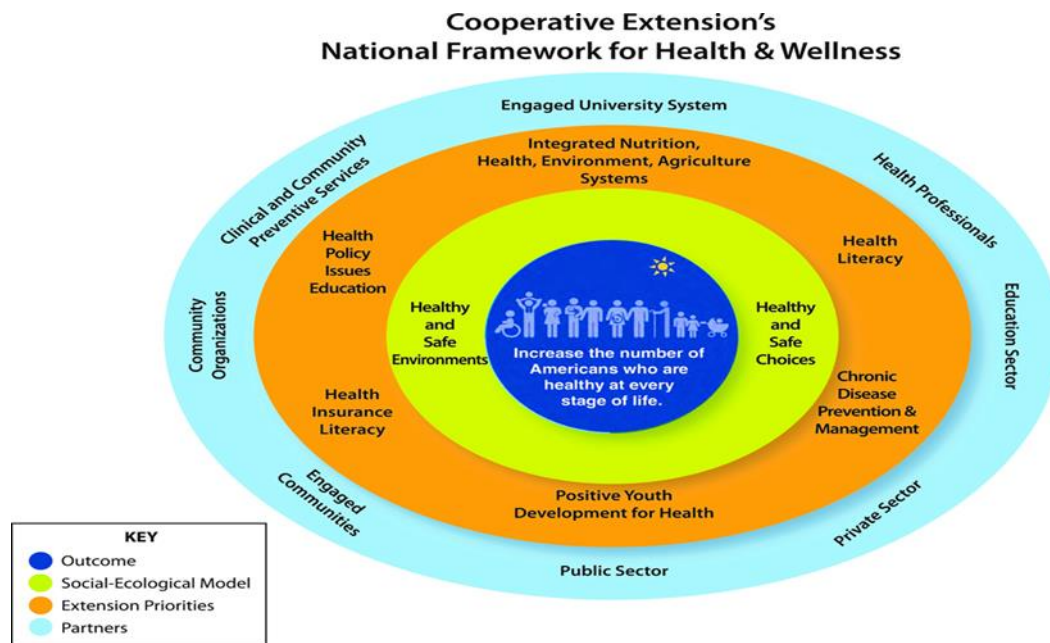 Cooperative Extension's
National Framework for Health & Wellness
Engaged University System
Integrated Nutrition,
Health, Environment, Agriculture
Systems
Clinical and Community
Preventive Services
Health Professionals
Health
Policy
Issues
Education
Health
Literacy
Community
Organizations
Healthy
and
Safe
Environments
Increase the number of
Americans who are
healthy at every
stage of life.
Healthy
and
Safe
Choices
Education Sector
Health
Insurance
Literacy
Chronic
Disease
Prevention &
Management
Engaged
Communities
Positive Youth
Development for Health
Private Sector
Public Sector
KEY
Outcome
Social-Ecological Model
Extension Priorities
Partners